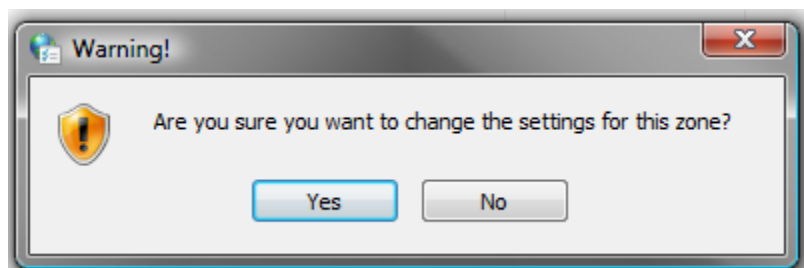 Warning!
Are you sure you want to change the settings for this zone?
Yes No